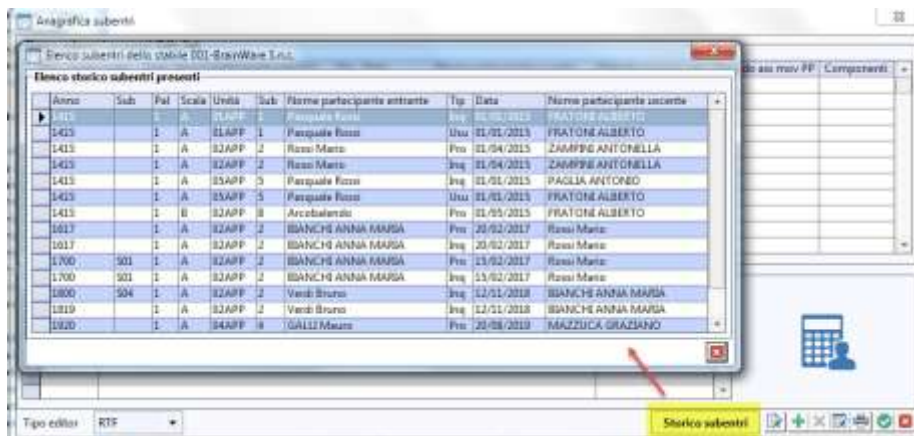 Anagrafica subentri
Elenco subentri dello stabile 001-BrainWare S.n.c.
Elenco storico subentri presenti
do ass mov PP Componenti
Anno Sub Pal Scala Unità Sub Nome partecipante entrante Tip Data Nome partecipante uscente
1415 1 A 01APP 1 Pasquale Rossi Inq 01/01/2015 FRATONI ALBERTO
1415 1 A 01APP 1 Pasquale Rossi Usu 01/01/2015 FRATONI ALBERTO
1415 1 A 02APP 2 Rossi Mario Pro 01/04/2015 ZAMPINI ANTONELLA
1415 1 A 02APP 2 Rossi Mario Inq 01/04/2015 ZAMPINI ANTONELLA
1415 1 A 05APP 5 Pasquale Rossi Inq 01/01/2015 PAGLIA ANTONIO
1415 1 A 05APP 5 Pasquale Rossi Usu 01/01/2015 FRATONI ALBERTO
1415 1 B 02APP 8 Arcobalendo Pro 01/05/2015 FRATONI ALBERTO
1617 1 A 02APP 2 BIANCHI ANNA MARIA Pro 20/02/2017 Rossi Mario
1617 1 A 02APP 2 BIANCHI ANNA MARIA Inq 20/02/2017 Rossi Mario
1700 S01 1 A 02APP 2 BIANCHI ANNA MARIA Pro 15/02/2017 Rossi Mario
1700 S01 1 A 02APP 2 BIANCHI ANNA MARIA Inq 15/02/2017 Rossi Mario
1800 S04 1 A 02APP 2 Verdi Bruno Inq 12/11/2018 BIANCHI ANNA MARIA
1819 1 A 02APP 2 Verdi Bruno Inq 12/11/2018 BIANCHI ANNA MARIA
1920 1 A 04APP 4 GALLI Mauro Pro 20/08/2019 MAZZUCA GRAZIANO
Tipo editor RTF Storico subentri